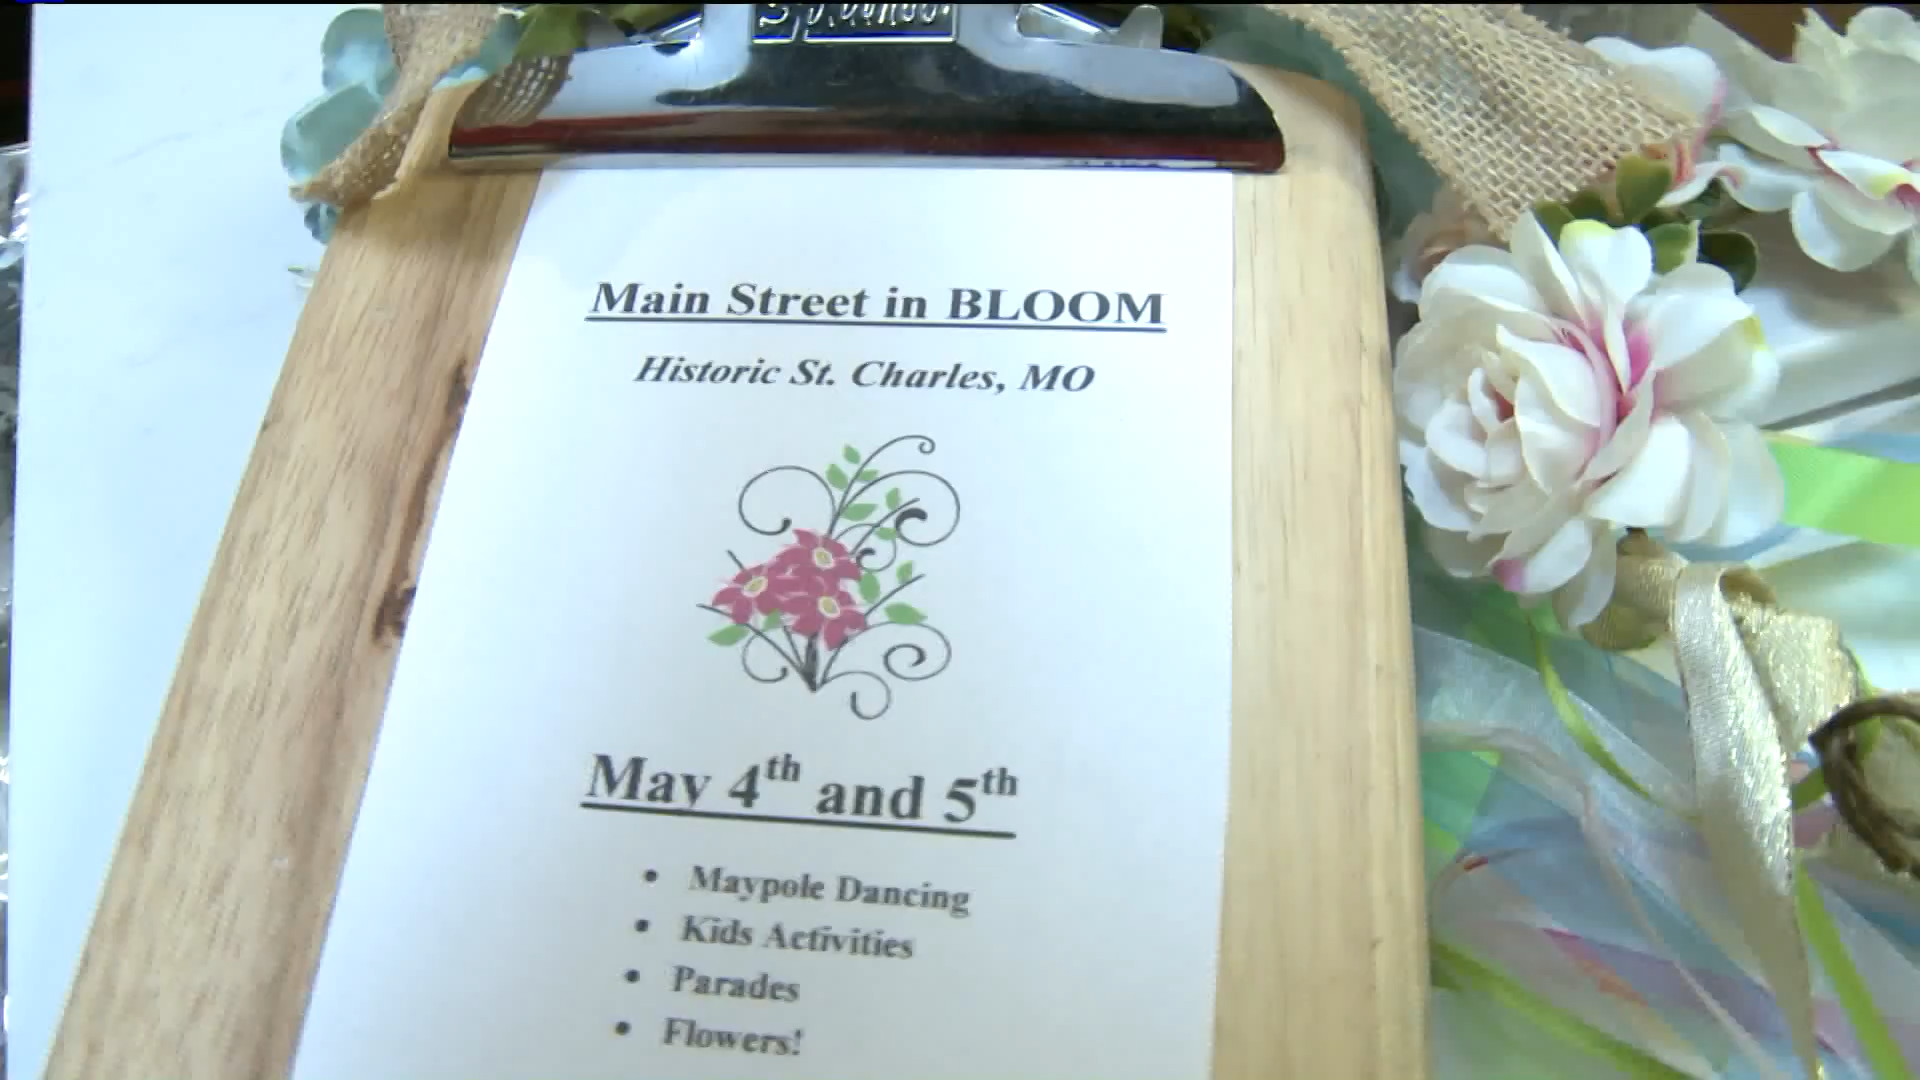 Main Street in BLOOM
Historic St. Charles, MO
May 4th and 5th
• Maypole Dancing
• Kids Activities
• Parades
• Flowers!